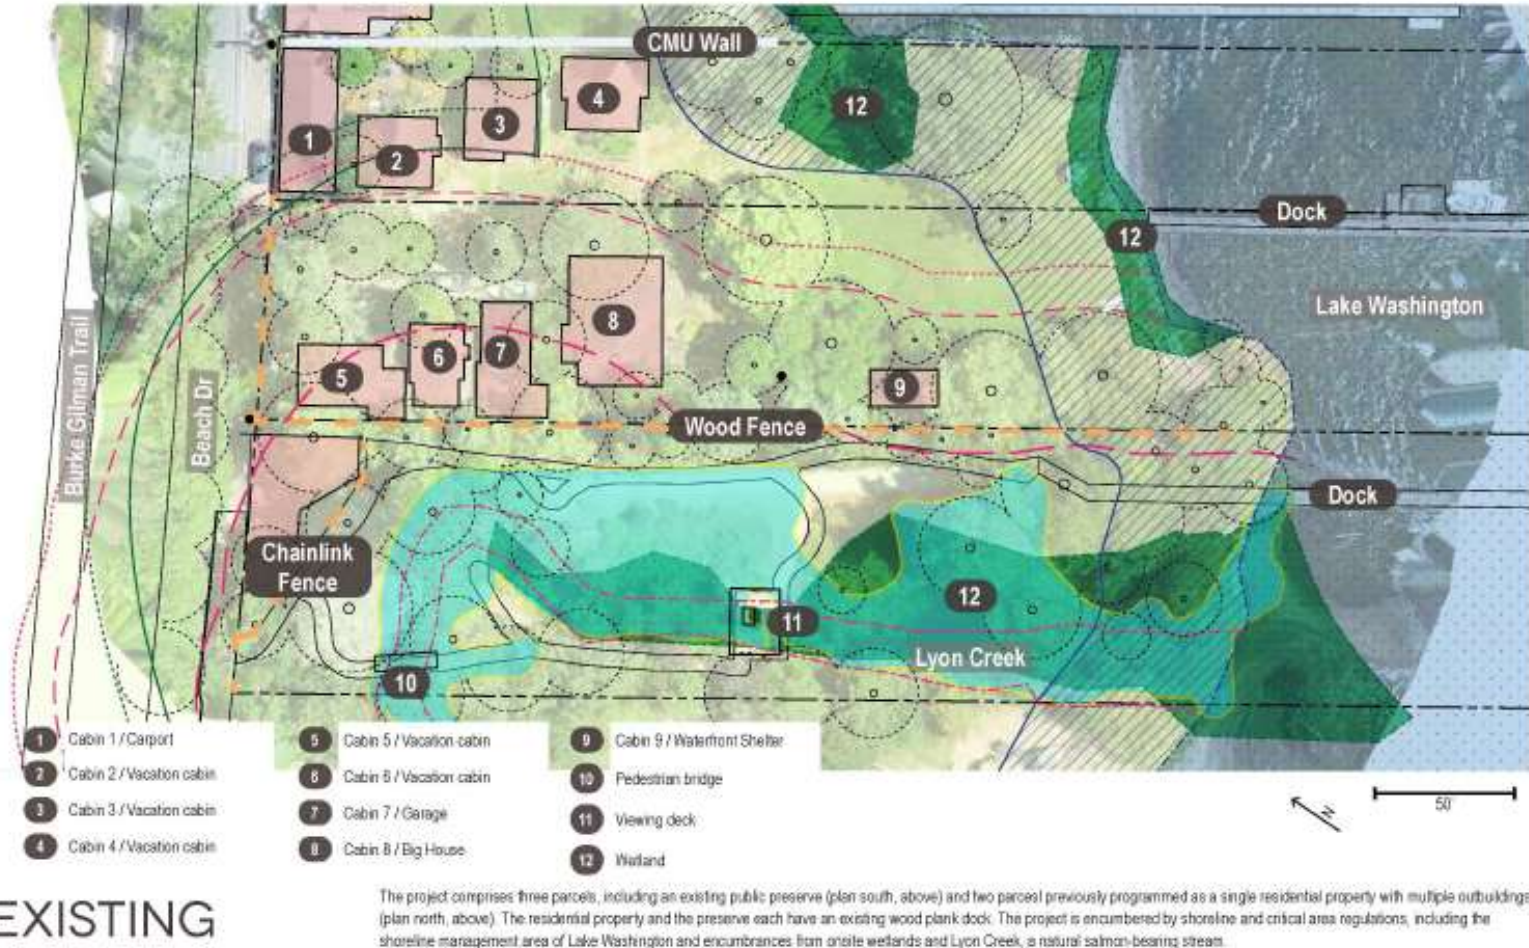 CMU Wall
1
2
3
4
12
12
Dock
Lake Washington
5
6
7
8
9
Wood Fence
Burke Gilman Trail
Beach Dr
Dock
Chainlink
Fence
10
11
12
Lyon Creek
1 Cabin 1 / Carport
2 Cabin 2 / Vacation cabin
3 Cabin 3 / Vacation cabin
4 Cabin 4 / Vacation cabin
5 Cabin 5 / Vacation cabin
6 Cabin 6 / Vacation cabin
7 Cabin 7 / Garage
8 Cabin 8 / Big House
9 Cabin 9 / Waterfront Shelter
10 Pedestrian bridge
11 Viewing deck
12 Wetland
N
50'
EXISTING
The project comprises three parcels, including an existing public preserve (plan south, above) and two parcesl previously programmed as a single residential property with multiple outbuildings
(plan north, above). The residential property and the preserve each have an existing wood plank dock. The project is encumbered by shoreline and critical area regulations, including the
shoreline management area of Lake Washington and encumbrances from onsite wetlands and Lyon Creek, a natural salmon-bearing stream.